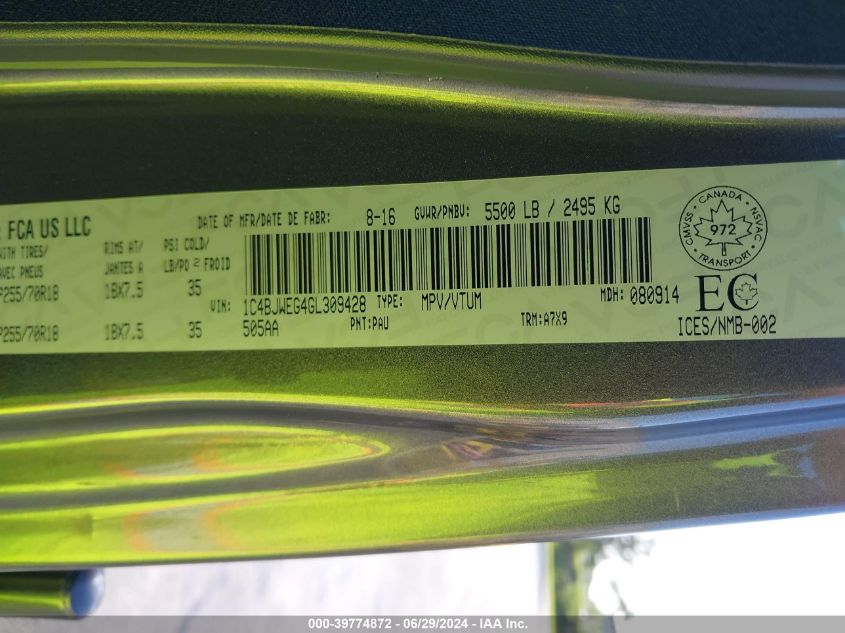 FCA US LLC
DATE OF MFR/DATE DE FABR: 8-16 GVWR/PNBV: 5500 LB / 2495 KG
WITH TIRES/ RIMS AT/ PSI COLD/
AVEC PNEUS JANTES A LB/PO 2 FROID
P255/70R18 18X7.5 35
P255/70R18 18X7.5 35
VIN: 1C4BJWEG4GL309428 TYPE: MPV/VTUM MDH: 080914
505AA PNT:PAU TRM:A7X9
CANADA
CMVSS
NSVAC
972
TRANSPORT
EC
ICES/NMB-002
000-39774872 - 06/29/2024 - IAA Inc.